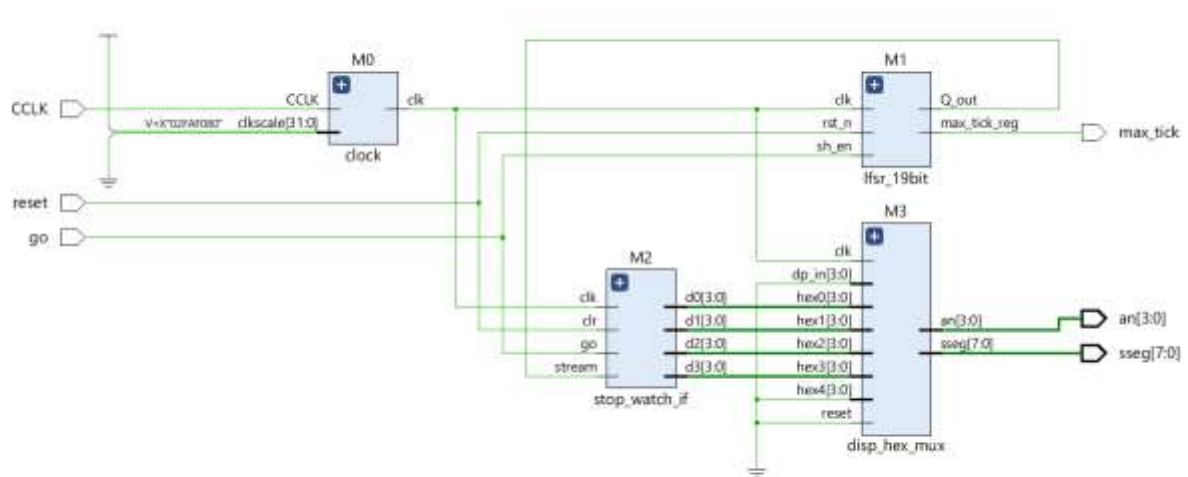 M0
CCLK
CCLK
clk
clkscale[31:0]
clock
reset
go
M1
clk
Q_out
rst_n
max_tick_reg
max_tick
sh_en
lfsr_19bit
M2
clk
d0[3:0]
clr
d1[3:0]
go
d2[3:0]
stream
d3[3:0]
stop_watch_if
M3
clk
dp_in[3:0]
hex0[3:0]
hex1[3:0]
an[3:0]
an[3:0]
hex2[3:0]
sseg[7:0]
sseg[7:0]
hex3[3:0]
hex4[3:0]
reset
disp_hex_mux